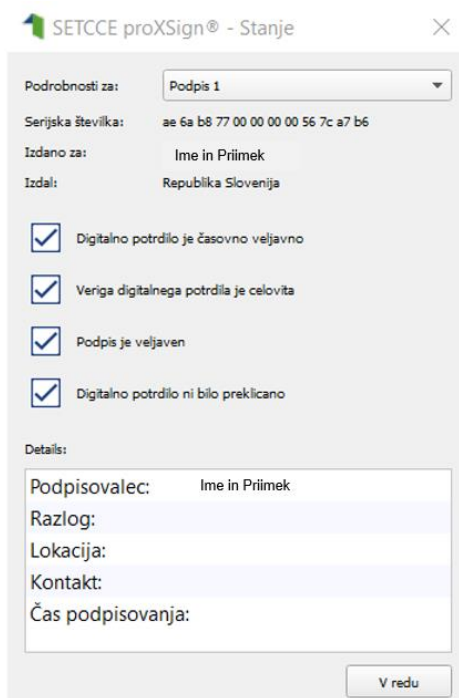 SETCCE proXSign® - Stanje
Podrobnosti za: Podpis 1
Serijska številka: ae 6a b8 77 00 00 00 00 56 7c a7 b6
Izdano za: Ime in Priimek
Izdal: Republika Slovenija
Digitalno potrdilo je časovno veljavno
Veriga digitalnega potrdila je celovita
Podpis je veljaven
Digitalno potrdilo ni bilo preklicano
Details:
Podpisovalec: Ime in Priimek
Razlog:
Lokacija:
Kontakt:
Čas podpisovanja:
V redu